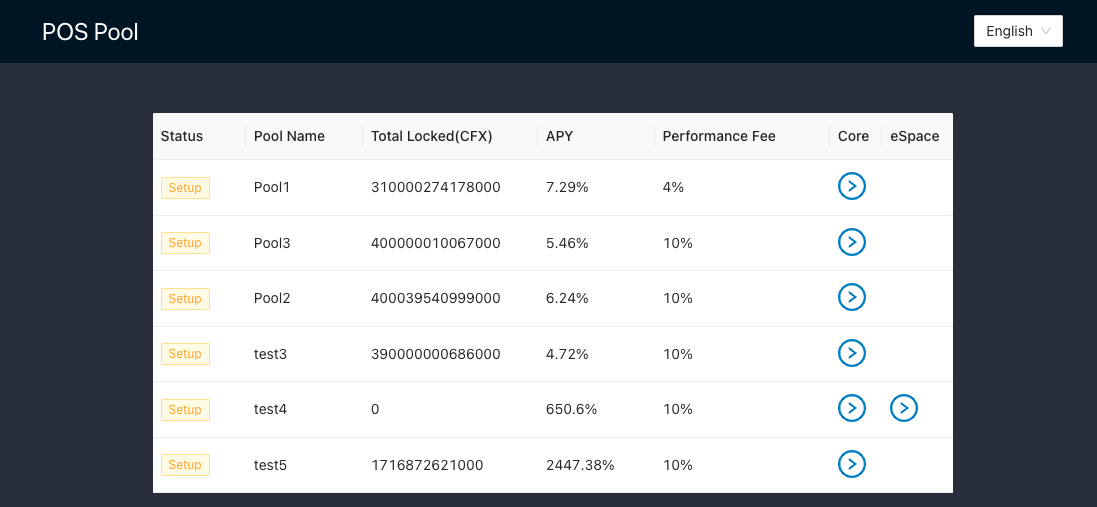 POS Pool English
Status Pool Name Total Locked(CFX) APY Performance Fee Core eSpace
Setup Pool1 310000274178000 7.29% 4%
Setup Pool3 400000010067000 5.46% 10%
Setup Pool2 400039540999000 6.24% 10%
Setup test3 390000000686000 4.72% 10%
Setup test4 0 650.6% 10%
Setup test5 1716872621000 2447.38% 10%